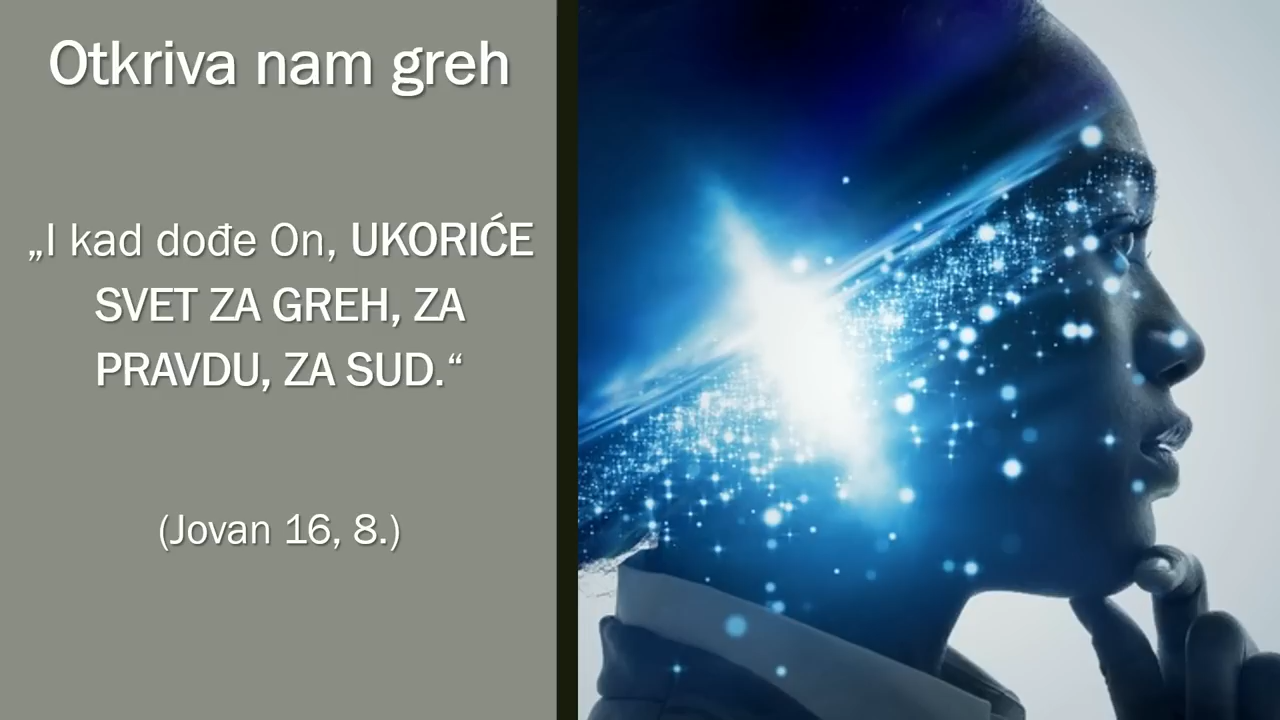 Otkriva nam greh
„I kad dođe On, UKORIĆE
SVET ZA GREH, ZA
PRAVDU, ZA SUD.“
(Jovan 16, 8.)